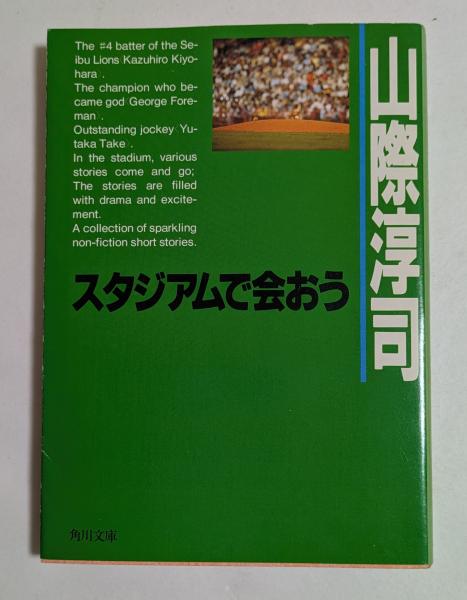 The #4 batter of the Se-
ibu Lions Kazuhiro Kiyo-
hara .
The champion who be-
came god George Fore-
man .
Outstanding jockey Yu-
taka Take .
In the stadium, various
stories come and go;
The stories are filled
with drama and excite-
ment.
A collection of sparkling
non-fiction short stories.
山際淳司
スタジアムで会おう
角川文庫